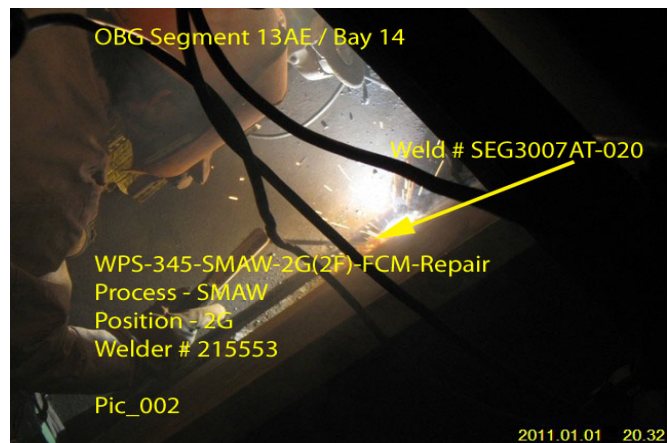 OBG Segment 13AE / Bay 14
Weld # SEG3007AT-020
WPS-345-SMAW-2G(2F)-FCM-Repair
Process - SMAW
Position - 2G
Welder # 215553
Pic_002
2011.01.01 20.32